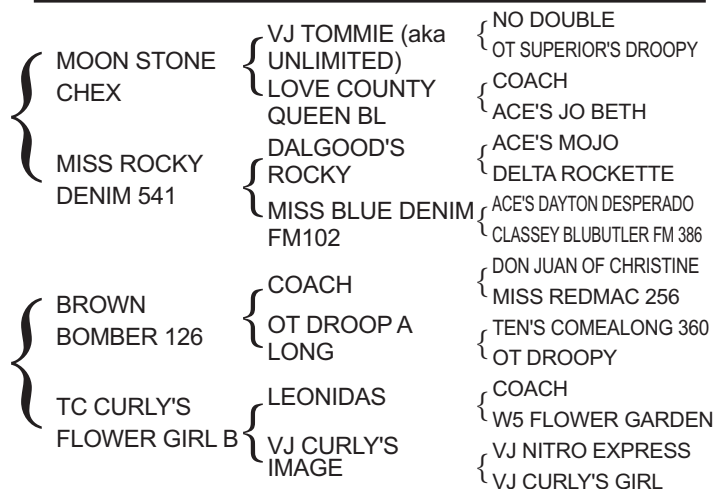 MOON STONE
CHEX
MISS ROCKY
DENIM 541
BROWN
BOMBER 126
TC CURLY'S
FLOWER GIRL B
VJ TOMMIE (aka
UNLIMITED)
LOVE COUNTY
QUEEN BL
DALGOOD'S
ROCKY
MISS BLUE DENIM
FM102
COACH
OT DROOP A
LONG
LEONIDAS
VJ CURLY'S
IMAGE
NO DOUBLE
OT SUPERIOR'S DROOPY
COACH
ACE'S JO BETH
ACE'S MOJO
DELTA ROCKETTE
ACE'S DAYTON DESPERADO
CLASSEY BLUBUTLER FM 386
DON JUAN OF CHRISTINE
MISS REDMAC 256
TEN'S COMEALONG 360
OT DROOPY
COACH
W5 FLOWER GARDEN
VJ NITRO EXPRESS
VJ CURLY'S GIRL